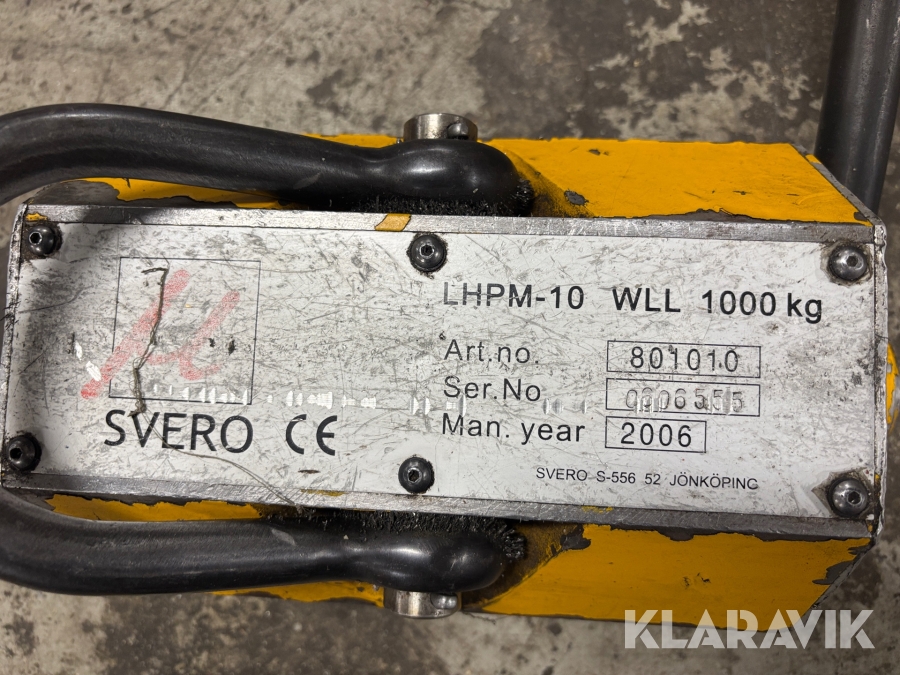 LHPM-10 WLL 1000 kg
Art.no. 801010
Ser.No
Man. year 2006
SVERO CE
SVERO S-556 52 JÖNKÖPING
KLARAVIK